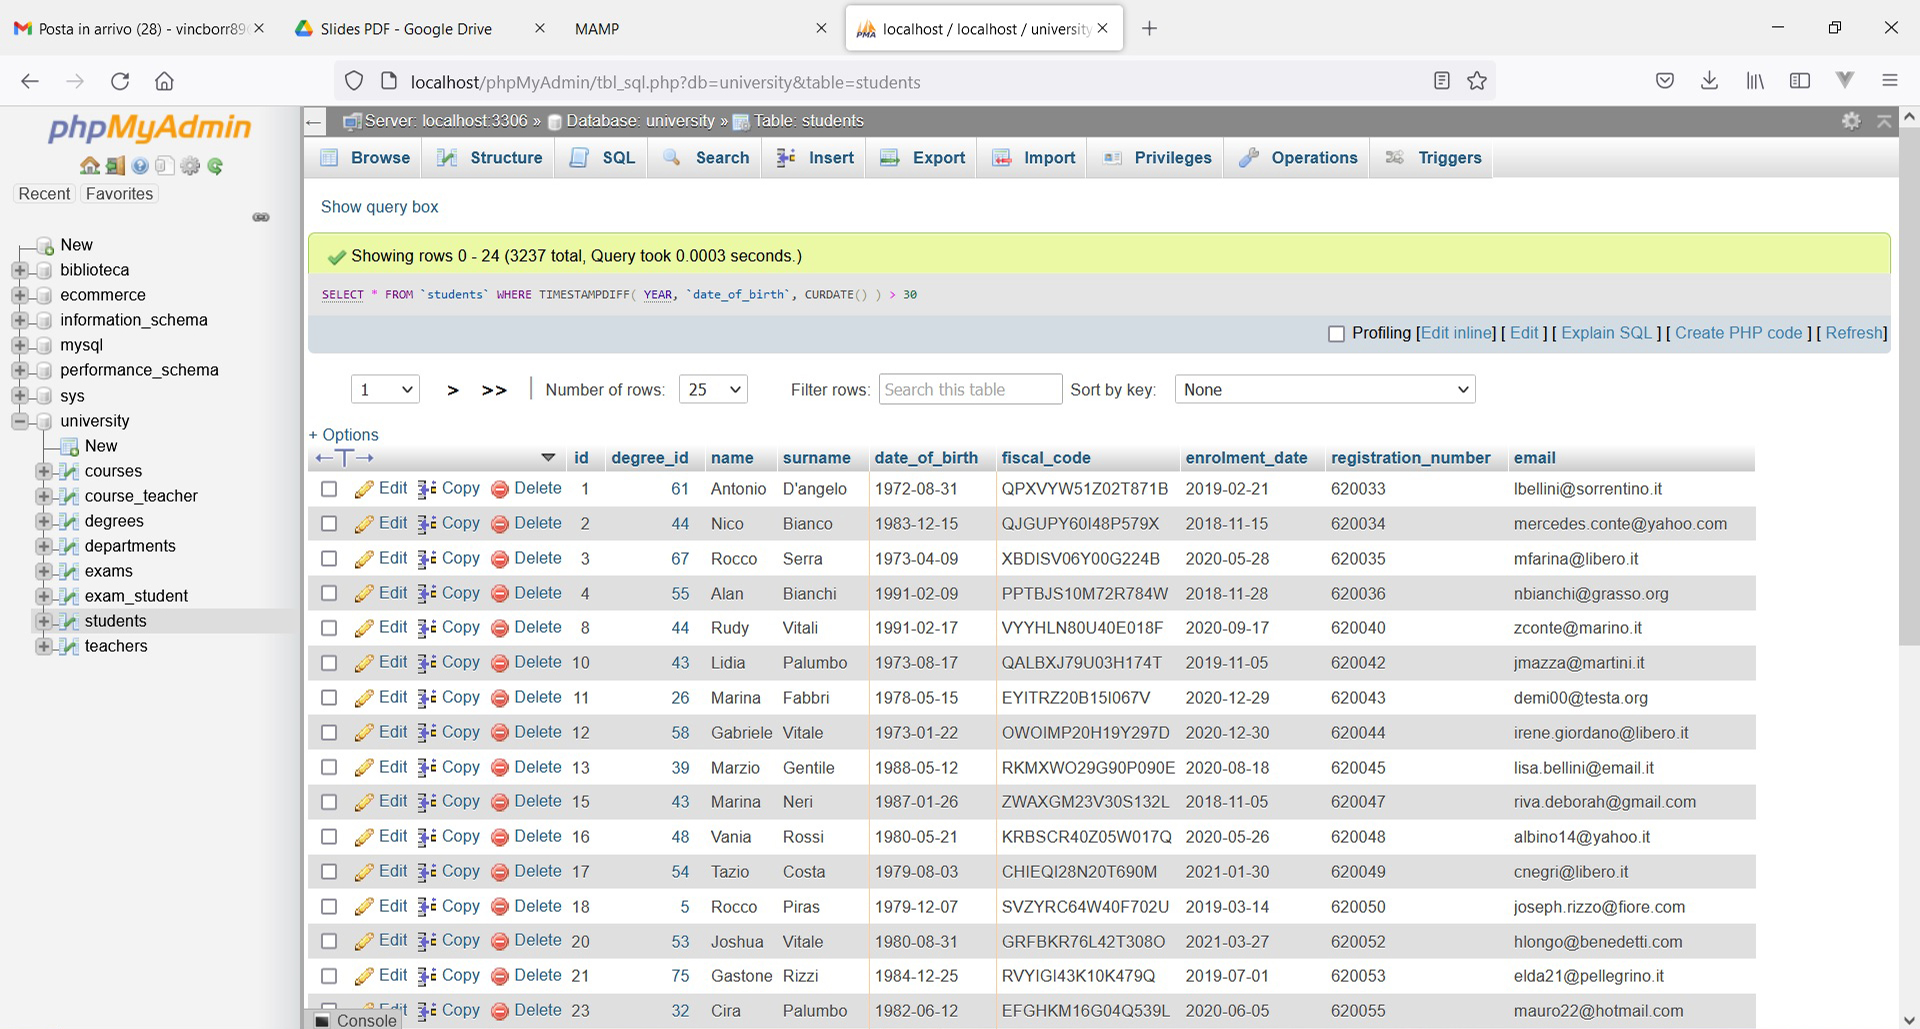 Posta in arrivo (28) - vincborr89
Slides PDF - Google Drive
MAMP
localhost / localhost / university
localhost/phpMyAdmin/tbl_sql.php?db=university&table=students
phpMyAdmin
Recent Favorites
New
biblioteca
ecommerce
information_schema
mysql
performance_schema
sys
university
New
courses
course_teacher
degrees
departments
exams
exam_student
students
teachers
Server: localhost:3306 » Database: university » Table: students
Browse Structure SQL Search Insert Export Import Privileges Operations Triggers
Show query box
Showing rows 0 - 24 (3237 total, Query took 0.0003 seconds.)
SELECT * FROM `students` WHERE TIMESTAMPDIFF( YEAR, `date_of_birth`, CURDATE() ) > 30
Profiling [Edit inline] [ Edit ] [ Explain SQL ] [ Create PHP code ] [ Refresh]
1 > >> | Number of rows: 25 Filter rows: Search this table Sort by key: None
+ Options
←T→ id degree_id name surname date_of_birth fiscal_code enrolment_date registration_number email
Edit Copy Delete 1 61 Antonio D'angelo 1972-08-31 QPXVYW51Z02T871B 2019-02-21 620033 lbellini@sorrentino.it
Edit Copy Delete 2 44 Nico Bianco 1983-12-15 QJGUPY60I48P579X 2018-11-15 620034 mercedes.conte@yahoo.com
Edit Copy Delete 3 67 Rocco Serra 1973-04-09 XBDISV06Y00G224B 2020-05-28 620035 mfarina@libero.it
Edit Copy Delete 4 55 Alan Bianchi 1991-02-09 PPTBJS10M72R784W 2018-11-28 620036 nbianchi@grasso.org
Edit Copy Delete 8 44 Rudy Vitali 1991-02-17 VYYHLN80U40E018F 2020-09-17 620040 zconte@marino.it
Edit Copy Delete 10 43 Lidia Palumbo 1973-08-17 QALBXJ79U03H174T 2019-11-05 620042 jmazza@martini.it
Edit Copy Delete 11 26 Marina Fabbri 1978-05-15 EYITRZ20B15I067V 2020-12-29 620043 demi00@testa.org
Edit Copy Delete 12 58 Gabriele Vitale 1973-01-22 OWOIMP20H19Y297D 2020-12-30 620044 irene.giordano@libero.it
Edit Copy Delete 13 39 Marzio Gentile 1988-05-12 RKMXWO29G90P090E 2020-08-18 620045 lisa.bellini@email.it
Edit Copy Delete 15 43 Marina Neri 1987-01-26 ZWAXGM23V30S132L 2018-11-05 620047 riva.deborah@gmail.com
Edit Copy Delete 16 48 Vania Rossi 1980-05-21 KRBSCR40Z05W017Q 2020-05-26 620048 albino14@yahoo.it
Edit Copy Delete 17 54 Tazio Costa 1979-08-03 CHIEQI28N20T690M 2021-01-30 620049 cnegri@libero.it
Edit Copy Delete 18 5 Rocco Piras 1979-12-07 SVZYRC64W40F702U 2019-03-14 620050 joseph.rizzo@fiore.com
Edit Copy Delete 20 53 Joshua Vitale 1980-08-31 GRFBKR76L42T308O 2021-03-27 620052 hlongo@benedetti.com
Edit Copy Delete 21 75 Gastone Rizzi 1984-12-25 RVYIGI43K10K479Q 2019-07-01 620053 elda21@pellegrino.it
Edit Copy Delete 23 32 Cira Palumbo 1982-06-12 EFGHKM16G04Q539L 2020-06-05 620055 mauro22@hotmail.com
Console